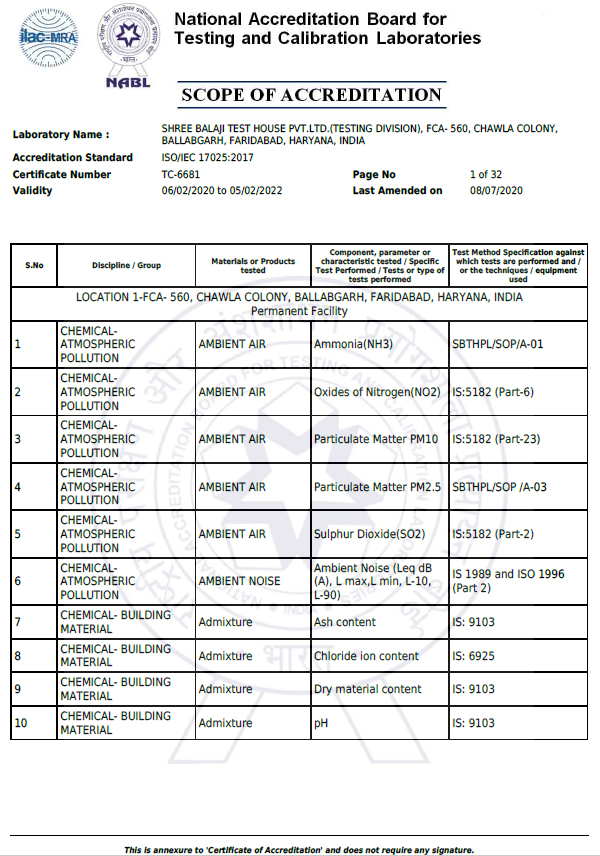 National Accreditation Board for
Testing and Calibration Laboratories
ilac-MRA
NABL
SCOPE OF ACCREDITATION
Laboratory Name :
SHREE BALAJI TEST HOUSE PVT.LTD.(TESTING DIVISION), FCA- 560, CHAWLA COLONY,
BALLABGARH, FARIDABAD, HARYANA, INDIA
Accreditation Standard ISO/IEC 17025:2017
Certificate Number TC-6681 Page No 1 of 32
Validity 06/02/2020 to 05/02/2022 Last Amended on 08/07/2020
S.No
Discipline / Group
Materials or Products
tested
Component, parameter or
characteristic tested / Specific
Test Performed / Tests or type of
tests performed
Test Method Specification against
which tests are performed and /
or the techniques / equipment
used
LOCATION 1-FCA- 560, CHAWLA COLONY, BALLABGARH, FARIDABAD, HARYANA, INDIA
Permanent Facility
1
CHEMICAL-
ATMOSPHERIC
POLLUTION
AMBIENT AIR
Ammonia(NH3)
SBTHPL/SOP/A-01
2
CHEMICAL-
ATMOSPHERIC
POLLUTION
AMBIENT AIR
Oxides of Nitrogen(NO2)
IS:5182 (Part-6)
3
CHEMICAL-
ATMOSPHERIC
POLLUTION
AMBIENT AIR
Particulate Matter PM10
IS:5182 (Part-23)
4
CHEMICAL-
ATMOSPHERIC
POLLUTION
AMBIENT AIR
Particulate Matter PM2.5
SBTHPL/SOP /A-03
5
CHEMICAL-
ATMOSPHERIC
POLLUTION
AMBIENT AIR
Sulphur Dioxide(SO2)
IS:5182 (Part-2)
6
CHEMICAL-
ATMOSPHERIC
POLLUTION
AMBIENT NOISE
Ambient Noise (Leq dB
(A), L max,L min, L-10,
L-90)
IS 1989 and ISO 1996
(Part 2)
7
CHEMICAL- BUILDING
MATERIAL
Admixture
Ash content
IS: 9103
8
CHEMICAL- BUILDING
MATERIAL
Admixture
Chloride ion content
IS: 6925
9
CHEMICAL- BUILDING
MATERIAL
Admixture
Dry material content
IS: 9103
10
CHEMICAL- BUILDING
MATERIAL
Admixture
pH
IS: 9103
This is annexure to 'Certificate of Accreditation' and does not require any signature.